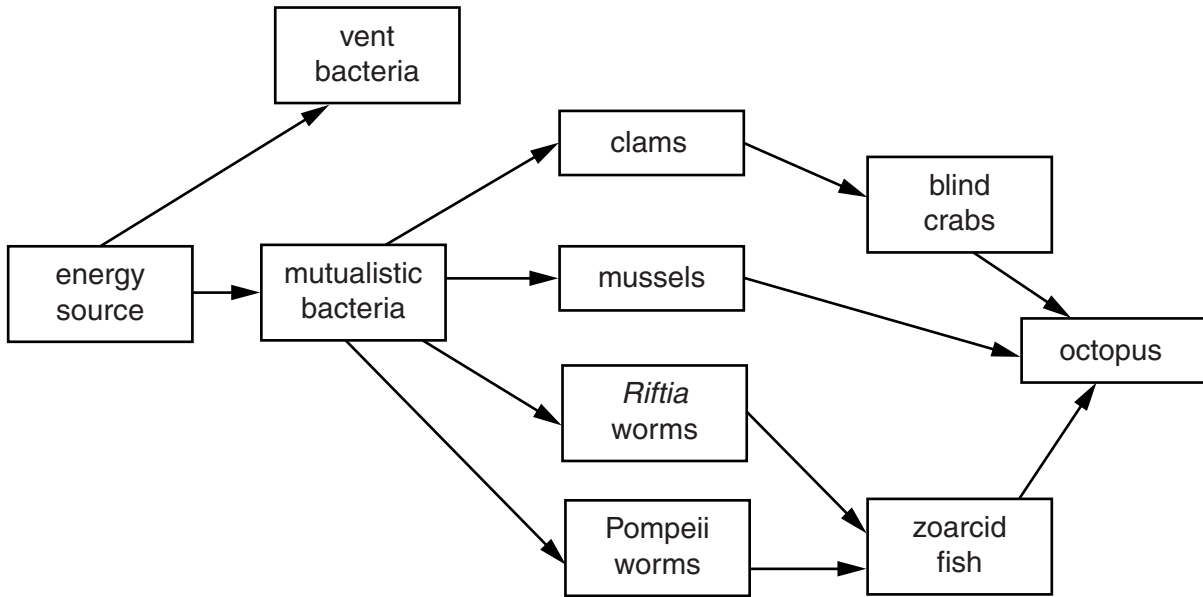 vent
bacteria
clams
blind
crabs
energy
source
mutualistic
bacteria
mussels
octopus
Riftia
worms
Pompeii
worms
zoarcid
fish